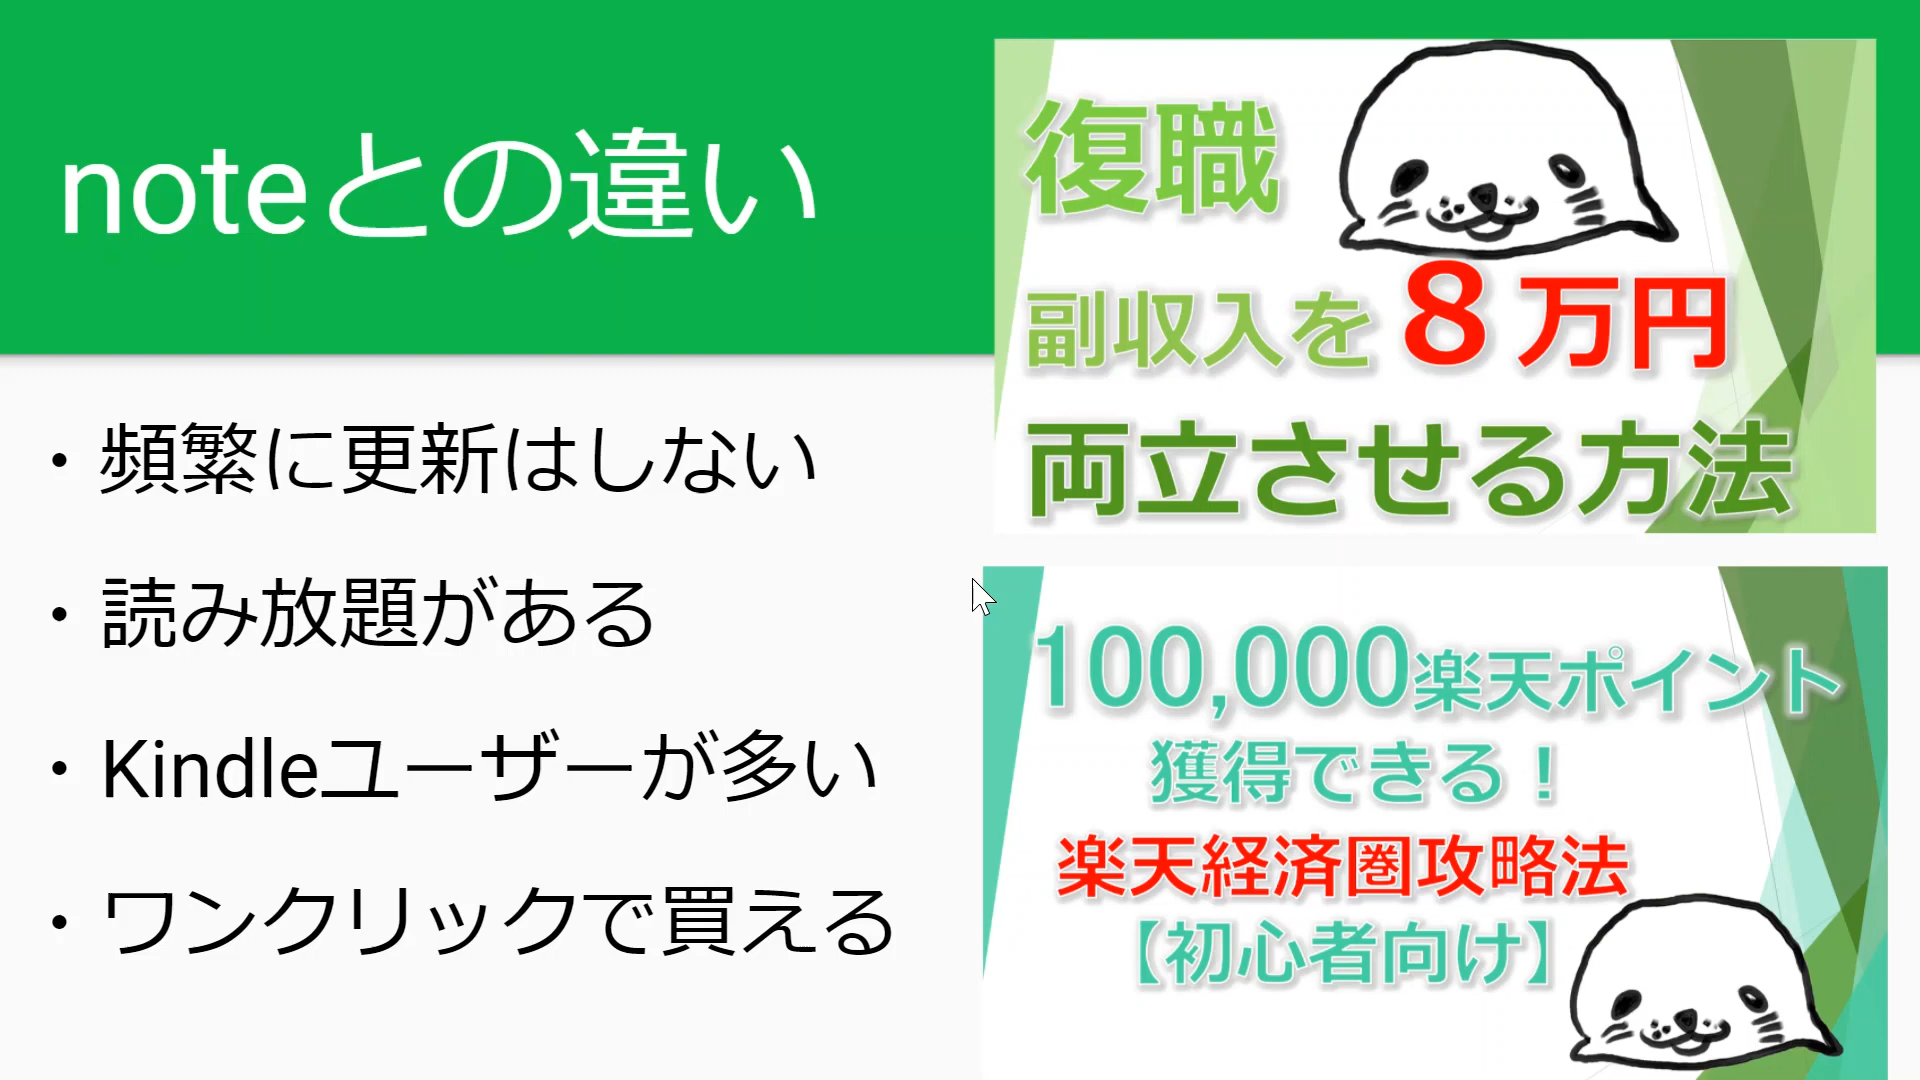 noteとの違い
・頻繁に更新はしない
・読み放題がある
・Kindleユーザーが多い
・ワンクリックで買える
復職
副収入を8万円
両立させる方法
100,000楽天ポイント
獲得できる！
楽天経済圏攻略法
【初心者向け】